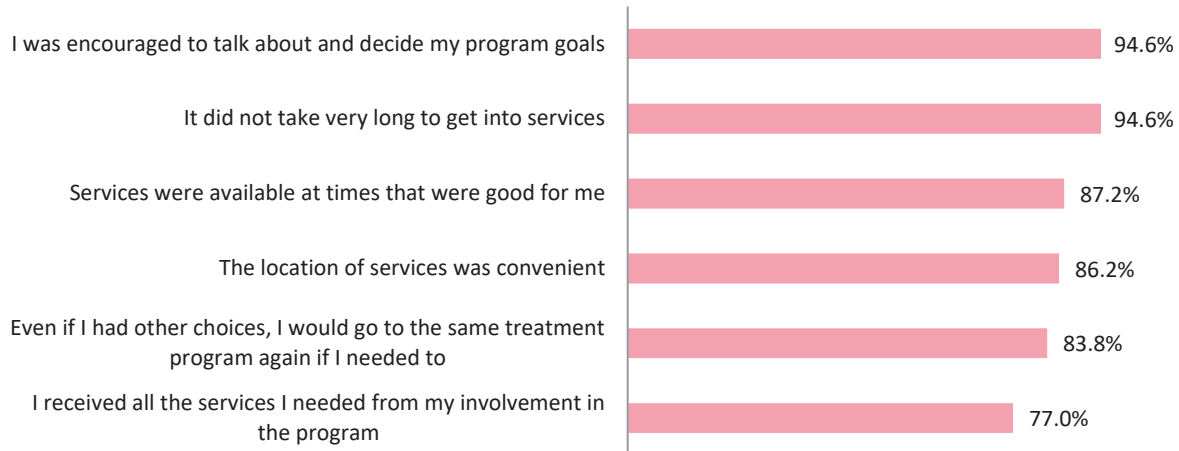 I was encouraged to talk about and decide my program goals
94.6%
It did not take very long to get into services
94.6%
Services were available at times that were good for me
87.2%
The location of services was convenient
86.2%
Even if I had other choices, I would go to the same treatment
program again if I needed to
83.8%
I received all the services I needed from my involvement in
the program
77.0%